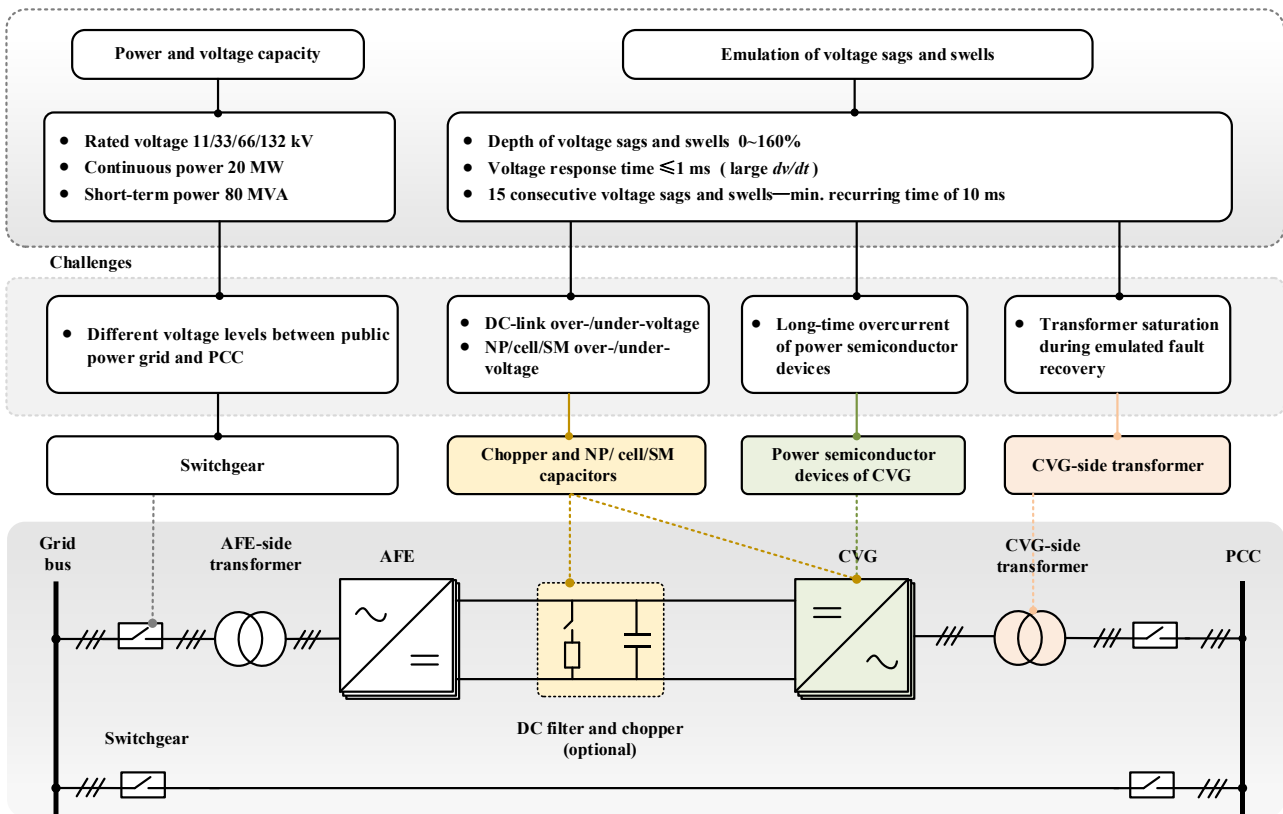 Power and voltage capacity
Emulation of voltage sags and swells
● Rated voltage 11/33/66/132 kV
● Continuous power 20 MW
● Short-term power 80 MVA
● Depth of voltage sags and swells 0~160%
● Voltage response time ≤1 ms ( large dv/dt )
● 15 consecutive voltage sags and swells—min. recurring time of 10 ms
Challenges
● Different voltage levels between public
power grid and PCC
● DC-link over-/under-voltage
● NP/cell/SM over-/under-
voltage
● Long-time overcurrent
of power semiconductor
devices
● Transformer saturation
during emulated fault
recovery
Switchgear
Chopper and NP/ cell/SM
capacitors
Power semiconductor
devices of CVG
CVG-side transformer
Grid
bus
AFE-side
transformer
AFE
CVG
CVG-side
transformer
PCC
DC filter and chopper
(optional)
Switchgear